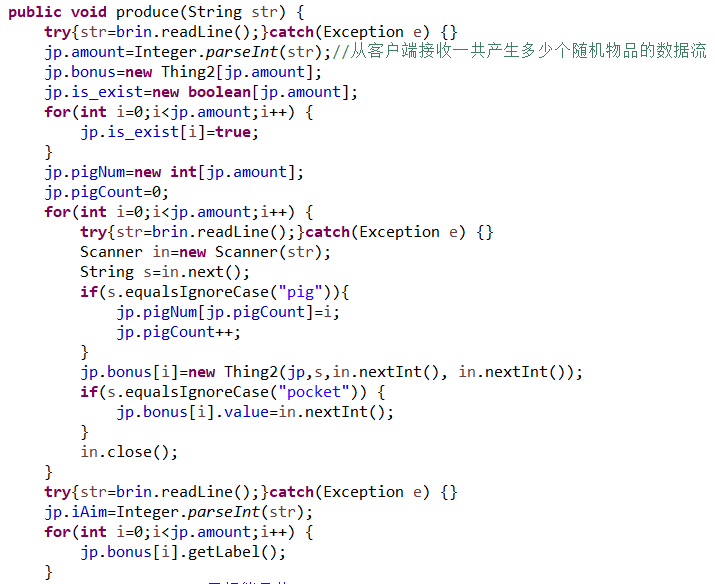 public void produce(String str) {
try{str=brin.readLine();}catch(Exception e) {}
jp.amount=Integer.parseInt(str);//从客户端接收一共产生多少个随机物品的数据流
jp.bonus=new Thing2[jp.amount];
jp.is_exist=new boolean[jp.amount];
for(int i=0;i<jp.amount;i++) {
jp.is_exist[i]=true;
}
jp.pigNum=new int[jp.amount];
jp.pigCount=0;
for(int i=0;i<jp.amount;i++) {
try{str=brin.readLine();}catch(Exception e) {}
Scanner in=new Scanner(str);
String s=in.next();
if(s.equalsIgnoreCase("pig")){
jp.pigNum[jp.pigCount]=i;
jp.pigCount++;
}
jp.bonus[i]=new Thing2(jp,s,in.nextInt(), in.nextInt());
if(s.equalsIgnoreCase("pocket")) {
jp.bonus[i].value=in.nextInt();
}
in.close();
}
try{str=brin.readLine();}catch(Exception e) {}
jp.iAim=Integer.parseInt(str);
for(int i=0;i<jp.amount;i++) {
jp.bonus[i].getLabel();
}